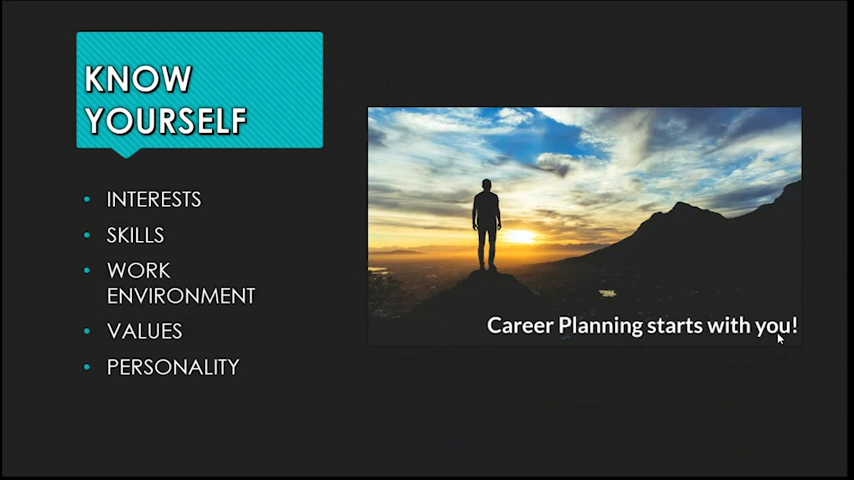 KNOW
YOURSELF
INTERESTS
SKILLS
WORK
ENVIRONMENT
VALUES
PERSONALITY
Career Planning starts with you!